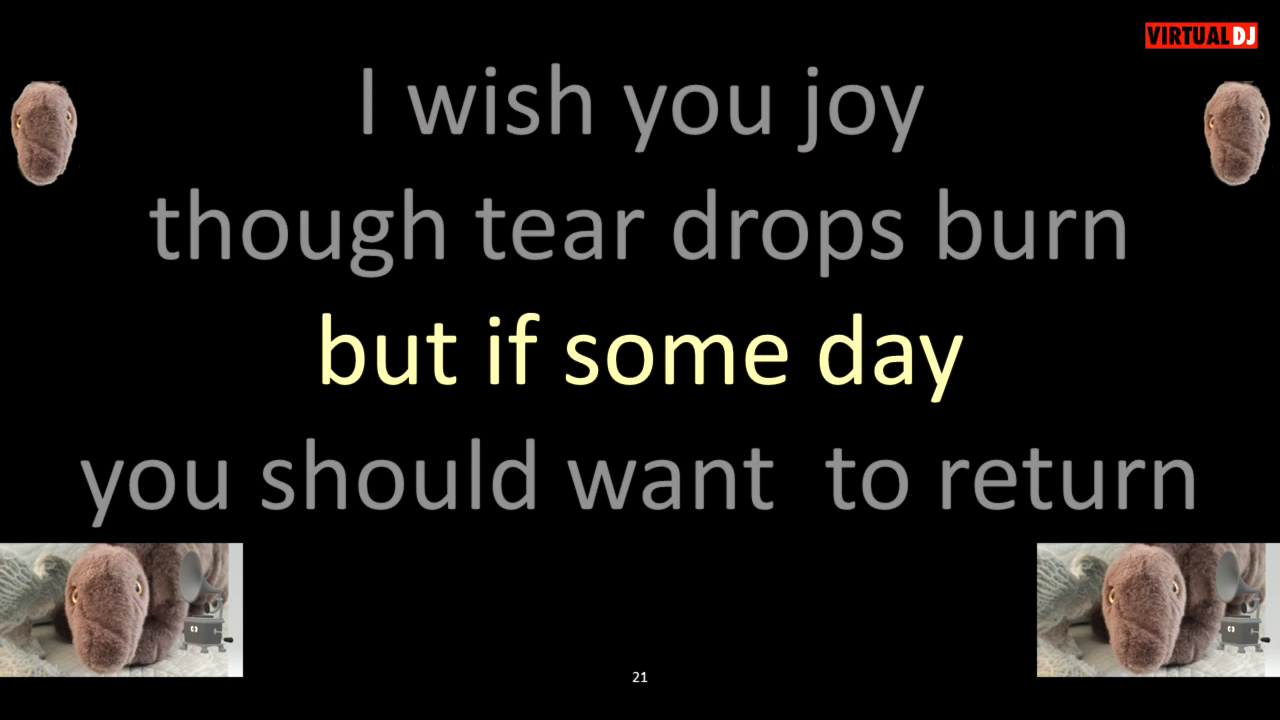 VIRTUAL DJ
I wish you joy
though tear drops burn
but if some day
you should want  to return
21